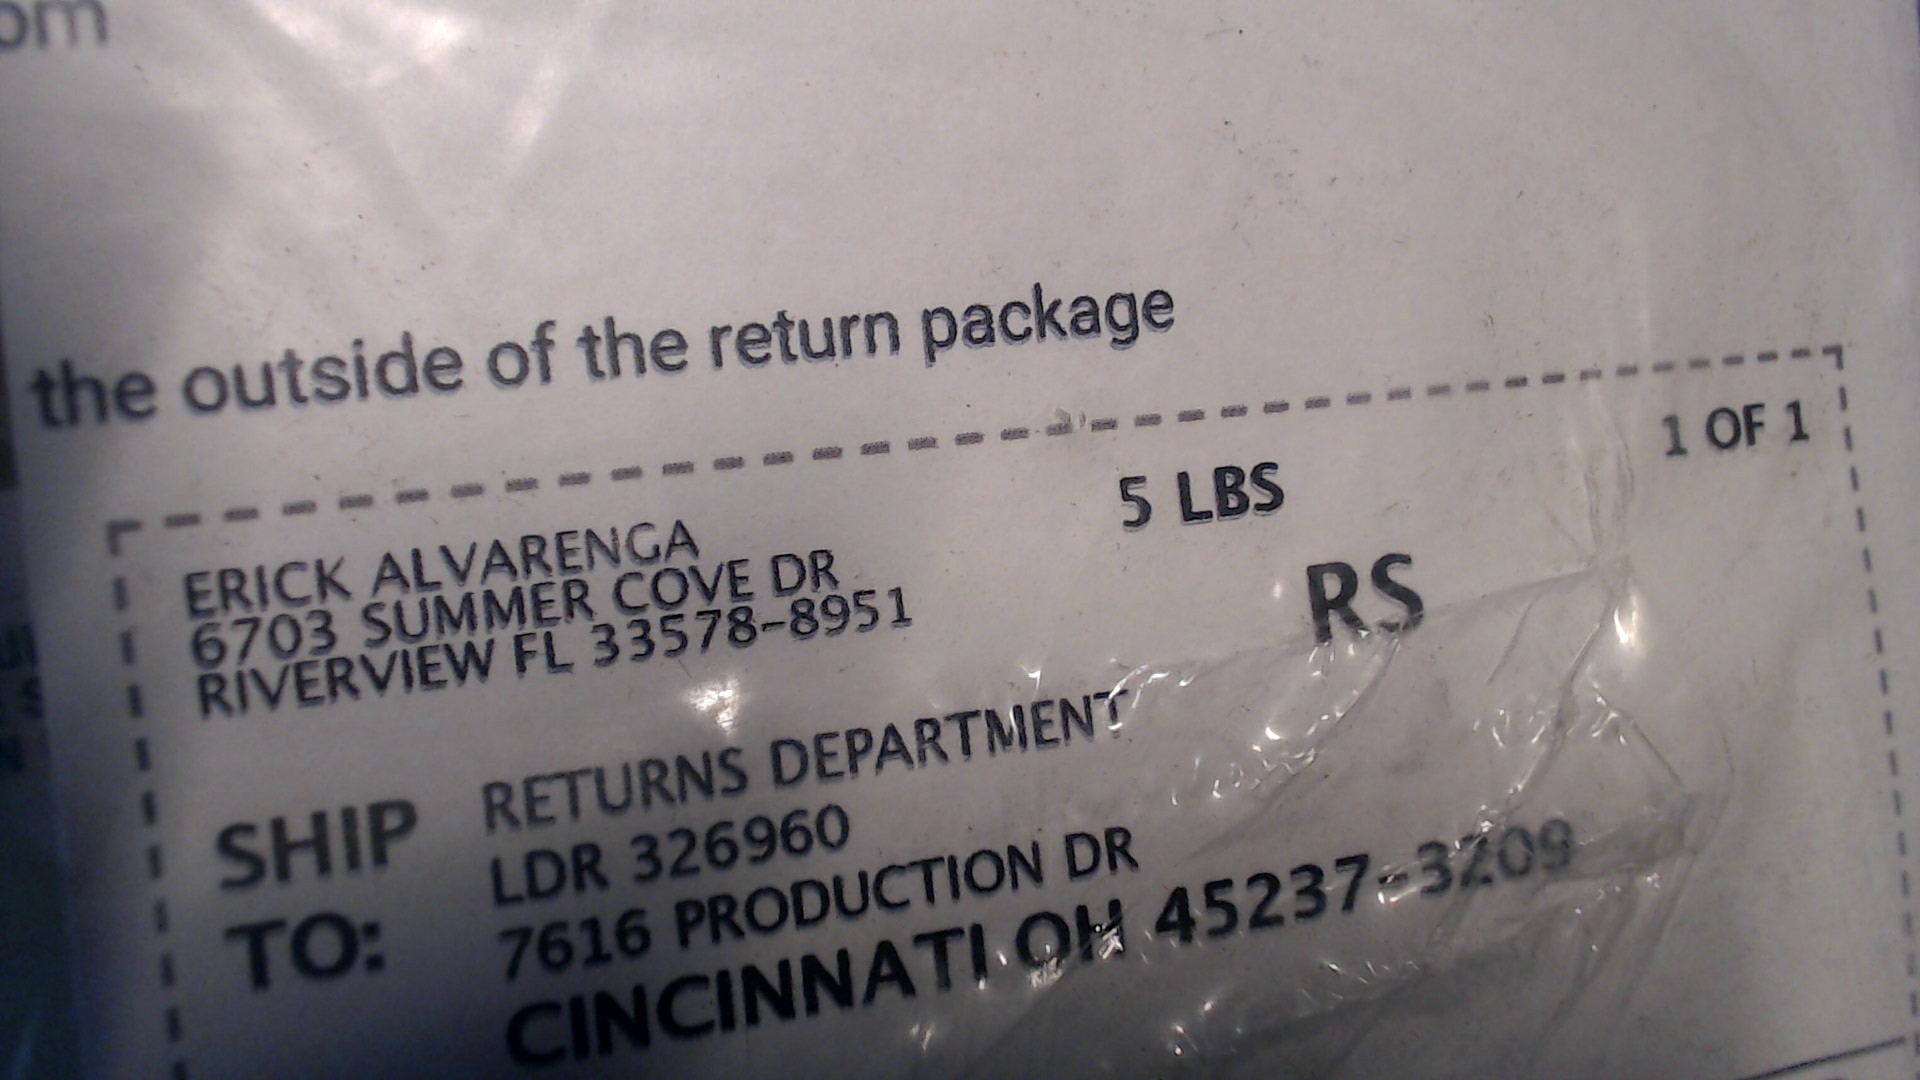 om
the outside of the return package
1 OF 1
5 LBS
RS
ERICK ALVARENGA
6703 SUMMER COVE DR
RIVERVIEW FL 33578-8951
SHIP TO:
RETURNS DEPARTMENT
LDR 326960
7616 PRODUCTION DR
CINCINNATI OH 45237-3209